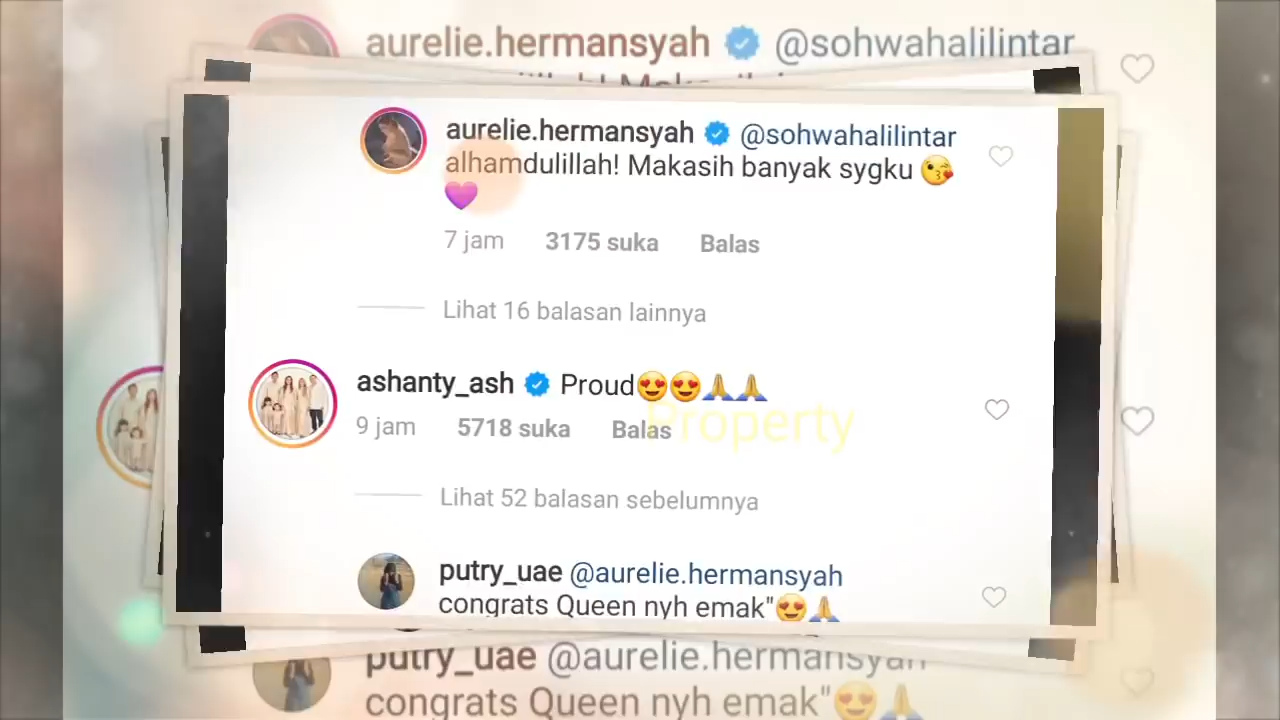 aurelie.hermansyah @sohwahalilintar
aurelie.hermansyah @sohwahalilintar
alhamdulillah! Makasih banyak sygku 😘
💜
7 jam 3175 suka Balas
Lihat 16 balasan lainnya
ashanty_ash Proud😍😍🙏🙏
9 jam 5718 suka Balas
Property
Lihat 52 balasan sebelumnya
putry_uae @aurelie.hermansyah
congrats Queen nyh emak"😍🙏
putry_uae @aurelie.hermansyah
congrats Queen nyh emak"😍🙏